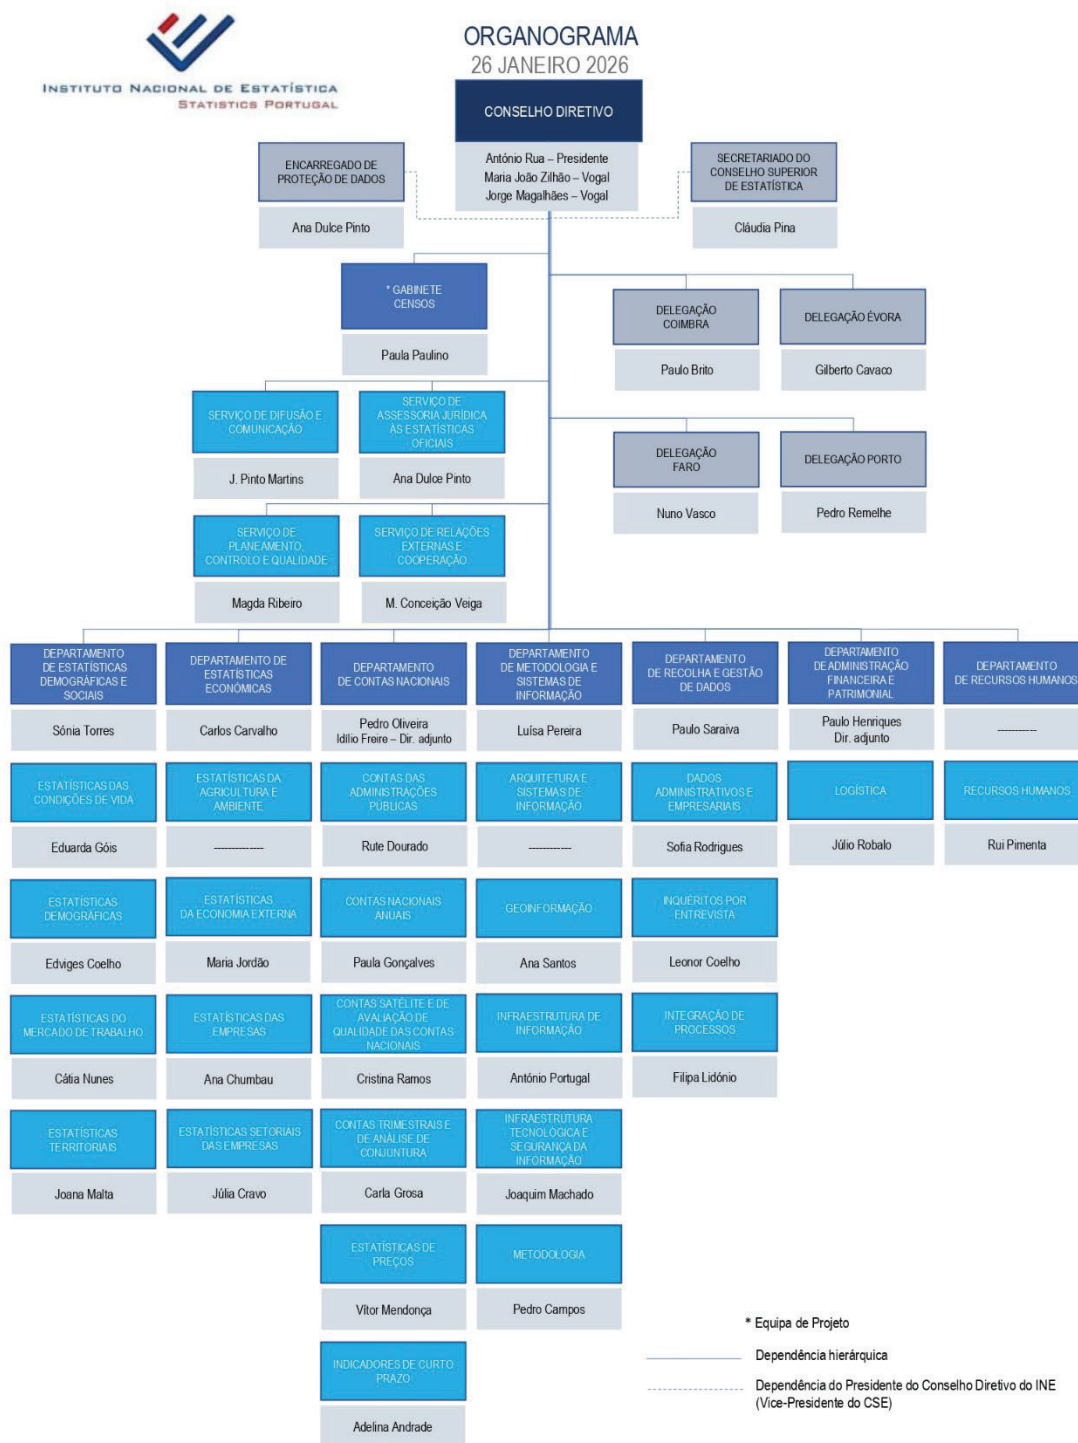 INSTITUTO NACIONAL DE ESTATÍSTICA
STATISTICS PORTUGAL
ORGANOGRAMA
26 JANEIRO 2026
CONSELHO DIRETIVO
António Rua – Presidente
Maria João Zilhão – Vogal
Jorge Magalhães – Vogal
ENCARREGADO DE
PROTEÇÃO DE DADOS
Ana Dulce Pinto
SECRETARIADO DO
CONSELHO SUPERIOR
DE ESTATÍSTICA
Cláudia Pina
* GABINETE
CENSOS
Paula Paulino
DELEGAÇÃO
COIMBRA
Paulo Brito
DELEGAÇÃO ÉVORA
Gilberto Cavaco
SERVIÇO DE DIFUSÃO E
COMUNICAÇÃO
J. Pinto Martins
SERVIÇO DE
ASSESSORIA JURÍDICA
ÀS ESTATÍSTICAS
OFICIAIS
Ana Dulce Pinto
DELEGAÇÃO
FARO
Nuno Vasco
DELEGAÇÃO PORTO
Pedro Remelhe
SERVIÇO DE
PLANEAMENTO,
CONTROLO E QUALIDADE
Magda Ribeiro
SERVIÇO DE RELAÇÕES
EXTERNAS E
COOPERAÇÃO
M. Conceição Veiga
DEPARTAMENTO
DE ESTATÍSTICAS
DEMOGRÁFICAS E
SOCIAIS
Sónia Torres
ESTATÍSTICAS DAS
CONDIÇÕES DE VIDA
Eduarda Góis
ESTATÍSTICAS
DEMOGRÁFICAS
Edviges Coelho
ESTATÍSTICAS DO
MERCADO DE TRABALHO
Cátia Nunes
ESTATÍSTICAS
TERRITORIAIS
Joana Malta
DEPARTAMENTO DE
ESTATÍSTICAS
ECONÓMICAS
Carlos Carvalho
ESTATÍSTICAS DA
AGRICULTURA E
AMBIENTE
--------------
ESTATÍSTICAS
DA ECONOMIA EXTERNA
Maria Jordão
ESTATÍSTICAS DAS
EMPRESAS
Ana Chumbau
ESTATÍSTICAS SETORIAIS
DAS EMPRESAS
Júlia Cravo
DEPARTAMENTO
DE CONTAS NACIONAIS
Pedro Oliveira
Idílio Freire – Dir. adjunto
CONTAS DAS
ADMINISTRAÇÕES
PÚBLICAS
Rute Dourado
CONTAS NACIONAIS
ANUAIS
Paula Gonçalves
CONTAS SATÉLITE E DE
AVALIAÇÃO DE
QUALIDADE DAS CONTAS
NACIONAIS
Cristina Ramos
CONTAS TRIMESTRAIS E
DE ANÁLISE DE
CONJUNTURA
Carla Grosa
ESTATÍSTICAS DE
PREÇOS
Vítor Mendonça
INDICADORES DE CURTO
PRAZO
Adelina Andrade
DEPARTAMENTO
DE METODOLOGIA E
SISTEMAS DE
INFORMAÇÃO
Luísa Pereira
ARQUITETURA E
SISTEMAS DE
INFORMAÇÃO
------------
GEOINFORMAÇÃO
Ana Santos
INFRAESTRUTURA DE
INFORMAÇÃO
António Portugal
INFRAESTRUTURA
TECNOLÓGICA E
SEGURANÇA DA
INFORMAÇÃO
Joaquim Machado
METODOLOGIA
Pedro Campos
DEPARTAMENTO
DE RECOLHA E GESTÃO
DE DADOS
Paulo Saraiva
DADOS
ADMINISTRATIVOS E
EMPRESARIAIS
Sofia Rodrigues
INQUÉRITOS POR
ENTREVISTA
Leonor Coelho
INTEGRAÇÃO DE
PROCESSOS
Filipa Lidónio
DEPARTAMENTO
DE ADMINISTRAÇÃO
FINANCEIRA E
PATRIMONIAL
Paulo Henriques
Dir. adjunto
LOGÍSTICA
Júlio Robalo
DEPARTAMENTO
DE RECURSOS HUMANOS
-----------
RECURSOS HUMANOS
Rui Pimenta
* Equipa de Projeto
Dependência hierárquica
Dependência do Presidente do Conselho Diretivo do INE
(Vice-Presidente do CSE)